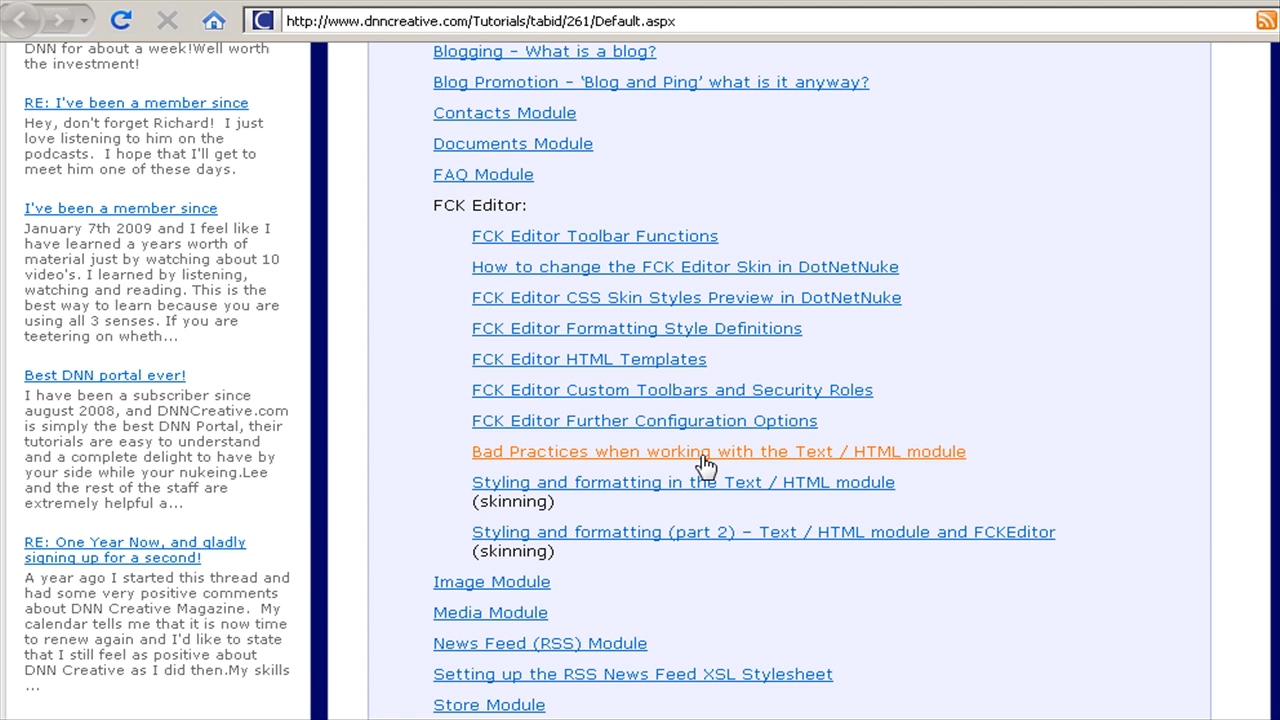 http://www.dnncreative.com/Tutorials/tabid/261/Default.aspx
DNN for about a week!Well worth
the investment!
RE: I've been a member since
Hey, don't forget Richard! I just
love listening to him on the
podcasts. I hope that I'll get to
meet him one of these days.
I've been a member since
January 7th 2009 and I feel like I
have learned a years worth of
material just by watching about 10
video's. I learned by listening,
watching and reading. This is the
best way to learn because you are
using all 3 senses. If you are
teetering on wheth...
Best DNN portal ever!
I have been a subscriber since
august 2008, and DNNCreative.com
is simply the best DNN Portal, their
tutorials are easy to understand
and a complete delight to have by
your side while your nukeing.Lee
and the rest of the staff are
extremely helpful a...
RE: One Year Now, and gladly
signing up for a second!
A year ago I started this thread and
had some very positive comments
about DNN Creative Magazine. My
calendar tells me that it is now time
to renew again and I'd like to state
that I still feel as positive about
DNN Creative as I did then.My skills
...
Blogging - What is a blog?
Blog Promotion - 'Blog and Ping' what is it anyway?
Contacts Module
Documents Module
FAQ Module
FCK Editor:
FCK Editor Toolbar Functions
How to change the FCK Editor Skin in DotNetNuke
FCK Editor CSS Skin Styles Preview in DotNetNuke
FCK Editor Formatting Style Definitions
FCK Editor HTML Templates
FCK Editor Custom Toolbars and Security Roles
FCK Editor Further Configuration Options
Bad Practices when working with the Text / HTML module
Styling and formatting in the Text / HTML module
(skinning)
Styling and formatting (part 2) - Text / HTML module and FCKEditor
(skinning)
Image Module
Media Module
News Feed (RSS) Module
Setting up the RSS News Feed XSL Stylesheet
Store Module